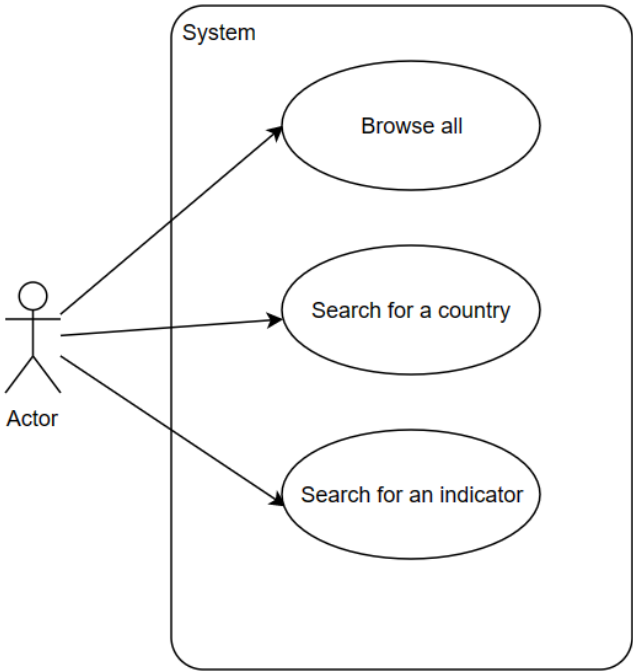 System
Browse all
Search for a country
Actor
Search for an indicator